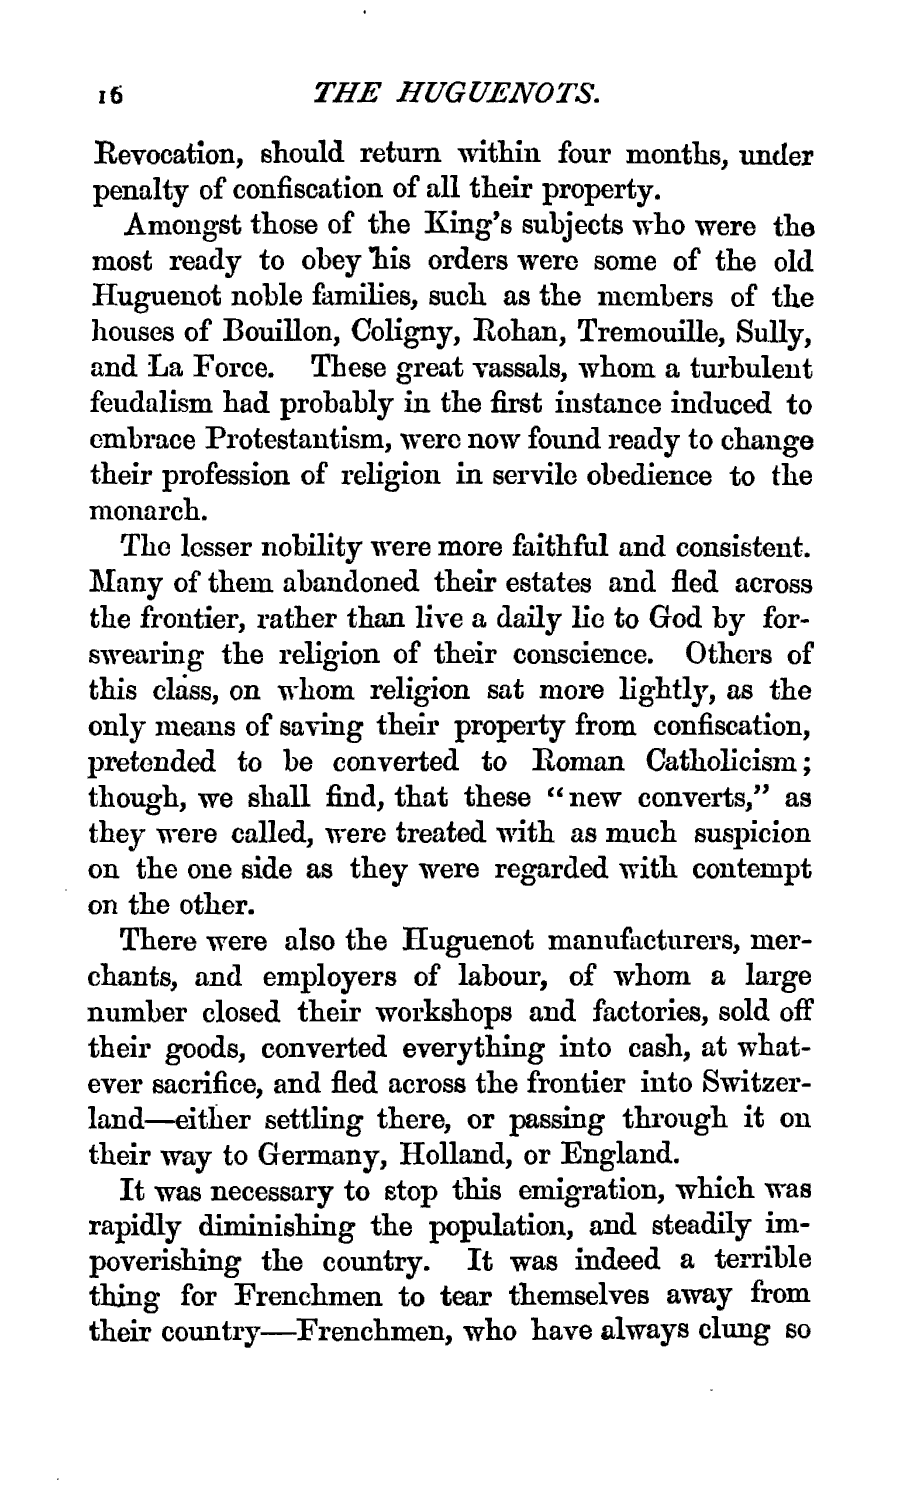 16 THE HUGUENOTS.
Revocation, should return within four months, under
penalty of confiscation of all their property.
Amongst those of the King's subjects who were the
most ready to obey his orders were some of the old
Huguenot noble families, such as the members of the
houses of Bouillon, Coligny, Rohan, Tremouille, Sully,
and La Force. These great vassals, whom a turbulent
feudalism had probably in the first instance induced to
embrace Protestantism, were now found ready to change
their profession of religion in servile obedience to the
monarch.
The lesser nobility were more faithful and consistent.
Many of them abandoned their estates and fled across
the frontier, rather than live a daily lie to God by for-
swearing the religion of their conscience. Others of
this class, on whom religion sat more lightly, as the
only means of saving their property from confiscation,
pretended to be converted to Roman Catholicism;
though, we shall find, that these "new converts," as
they were called, were treated with as much suspicion
on the one side as they were regarded with contempt
on the other.
There were also the Huguenot manufacturers, mer-
chants, and employers of labour, of whom a large
number closed their workshops and factories, sold off
their goods, converted everything into cash, at what-
ever sacrifice, and fled across the frontier into Switzer-
land—either settling there, or passing through it on
their way to Germany, Holland, or England.
It was necessary to stop this emigration, which was
rapidly diminishing the population, and steadily im-
poverishing the country. It was indeed a terrible
thing for Frenchmen to tear themselves away from
their country—Frenchmen, who have always clung so